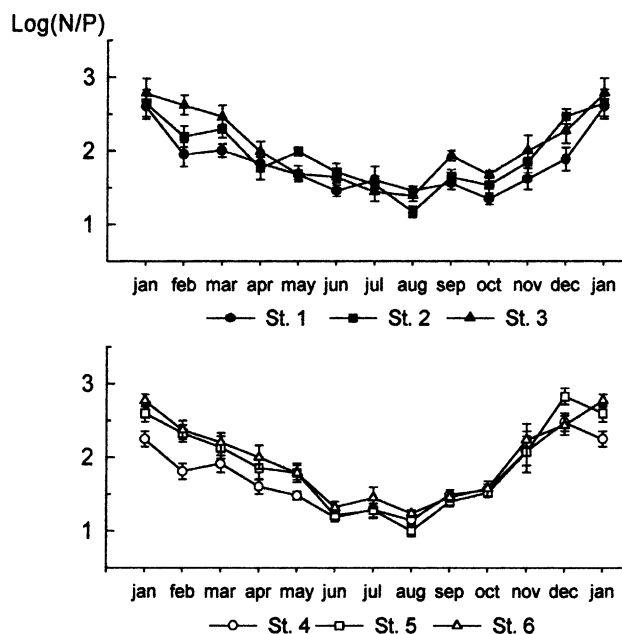 Log(N/P)
3
2
1
jan feb mar apr may jun jul aug sep oct nov dec jan
St. 1 St. 2 St. 3
3
2
1
jan feb mar apr may jun jul aug sep oct nov dec jan
St. 4 St. 5 St. 6